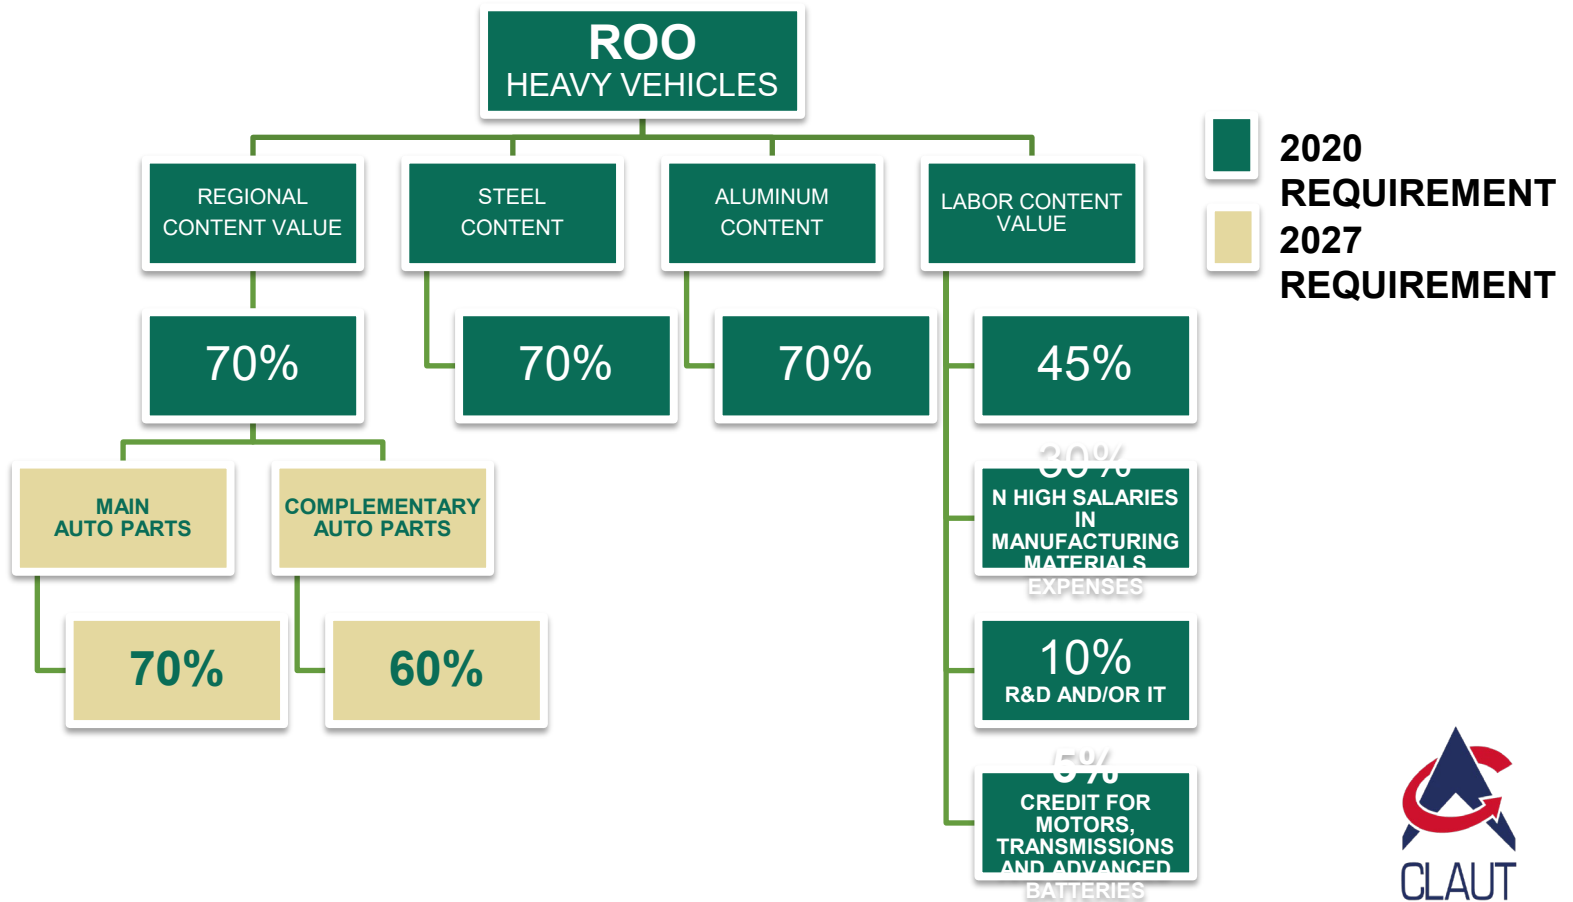 ROO
HEAVY VEHICLES
2020
REQUIREMENT
2027
REQUIREMENT
REGIONAL
CONTENT VALUE
STEEL
CONTENT
ALUMINUM
CONTENT
LABOR CONTENT
VALUE
70%
70%
70%
45%
MAIN
AUTO PARTS
COMPLEMENTARY
AUTO PARTS
30%
N HIGH SALARIES
IN
MANUFACTURING
MATERIALS
EXPENSES
70%
60%
10%
R&D AND/OR IT
5%
CREDIT FOR
MOTORS,
TRANSMISSIONS
AND ADVANCED
BATTERIES
CLAUT